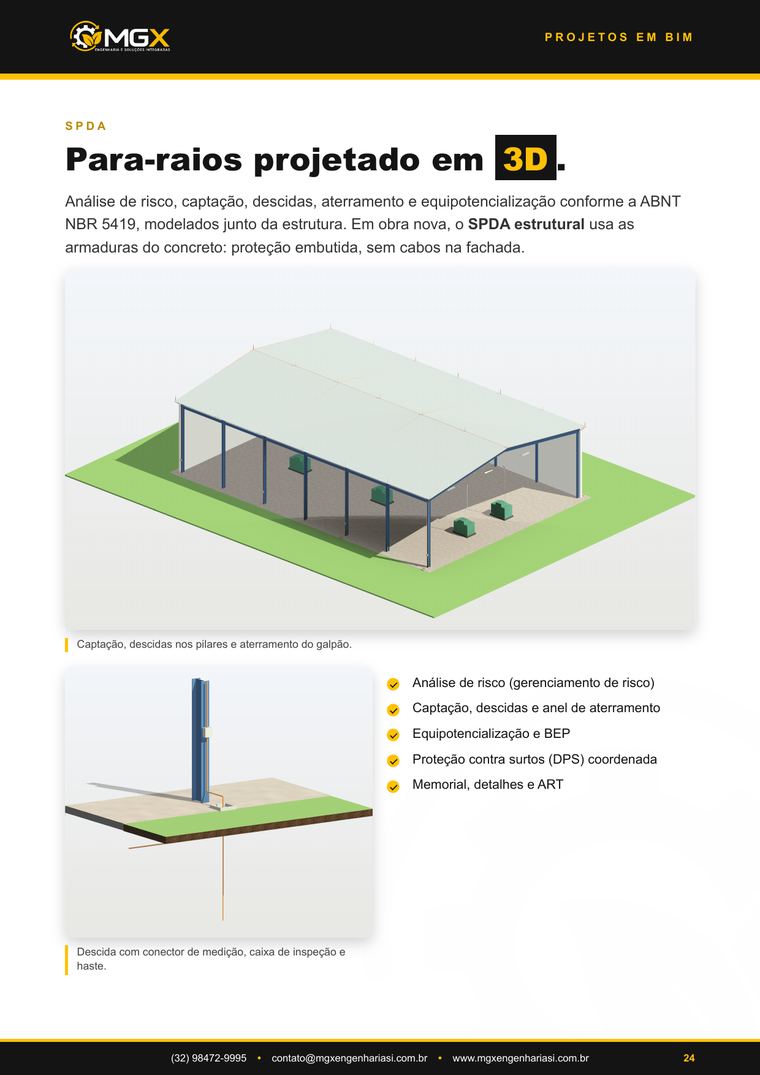 MGX
ENGENHARIA E SOLUÇÕES INTEGRADAS
PROJETOS EM BIM
SPDA
Para-raios projetado em 3D.
Análise de risco, captação, descidas, aterramento e equipotencialização conforme a ABNT
NBR 5419, modelados junto da estrutura. Em obra nova, o SPDA estrutural usa as
armaduras do concreto: proteção embutida, sem cabos na fachada.
Captação, descidas nos pilares e aterramento do galpão.
Análise de risco (gerenciamento de risco)
Captação, descidas e anel de aterramento
Equipotencialização e BEP
Proteção contra surtos (DPS) coordenada
Memorial, detalhes e ART
Descida com conector de medição, caixa de inspeção e
haste.
(32) 98472-9995 • contato@mgxengenhariasi.com.br • www.mgxengenhariasi.com.br 24